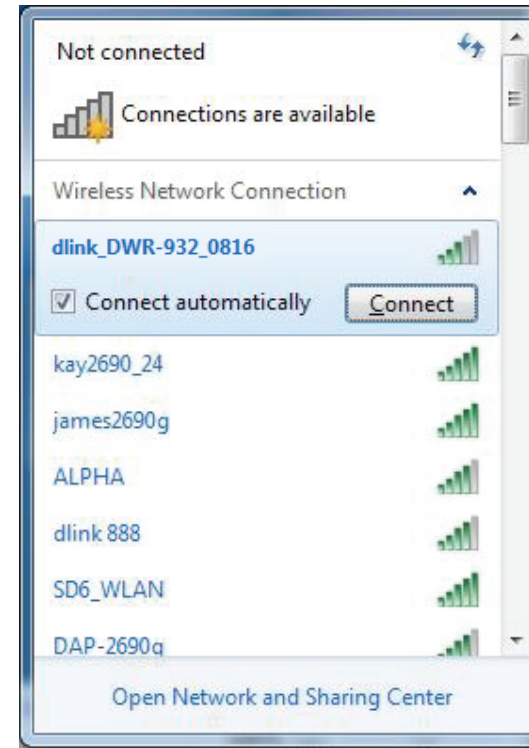 Not connected
Connections are available
Wireless Network Connection
dlink_DWR-932_0816
Connect automatically Connect
kay2690_24
james2690g
ALPHA
dlink 888
SD6_WLAN
DAP-2690g
Open Network and Sharing Center